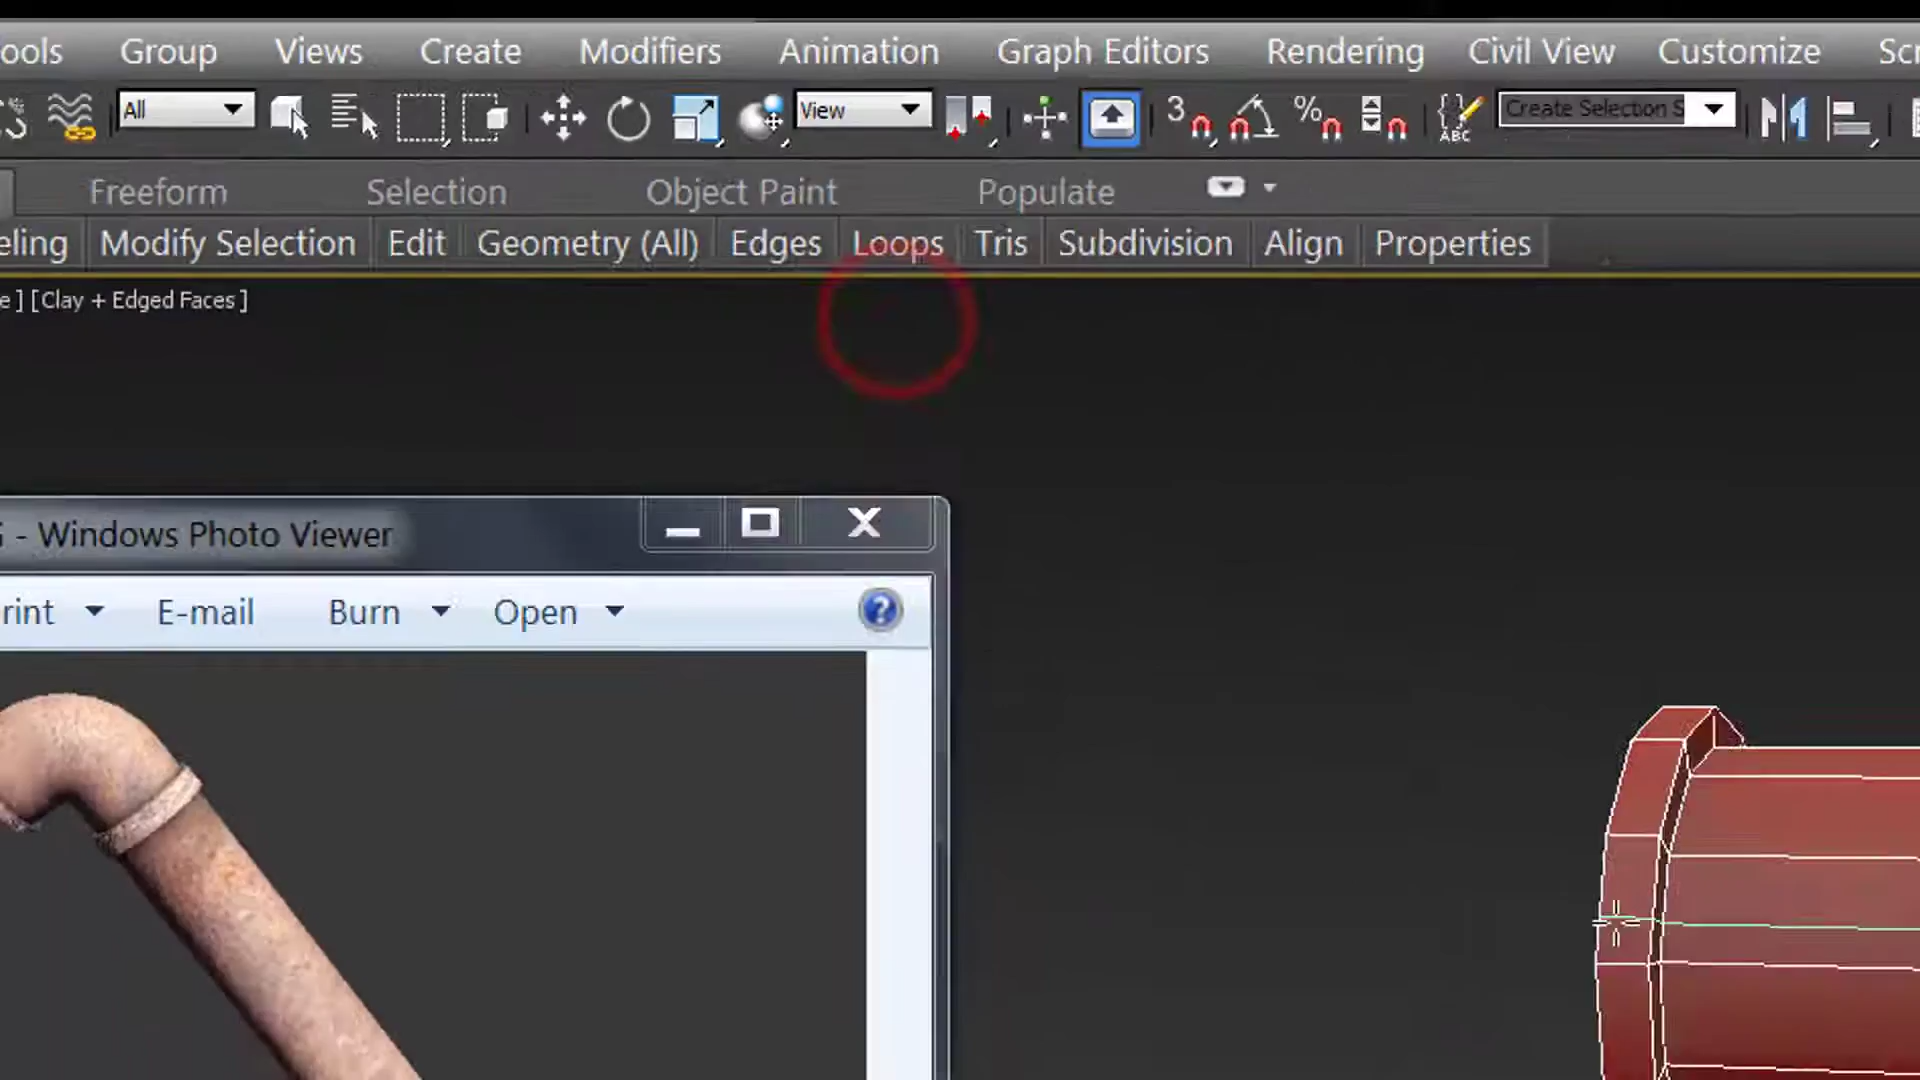 ools Group Views Create Modifiers Animation Graph Editors Rendering Civil View Customize Scr
All View 3 % ABC Create Selection S
Freeform Selection Object Paint Populate
eling Modify Selection Edit Geometry (All) Edges Loops Tris Subdivision Align Properties
e ] [Clay + Edged Faces ]
- Windows Photo Viewer
rint E-mail Burn Open